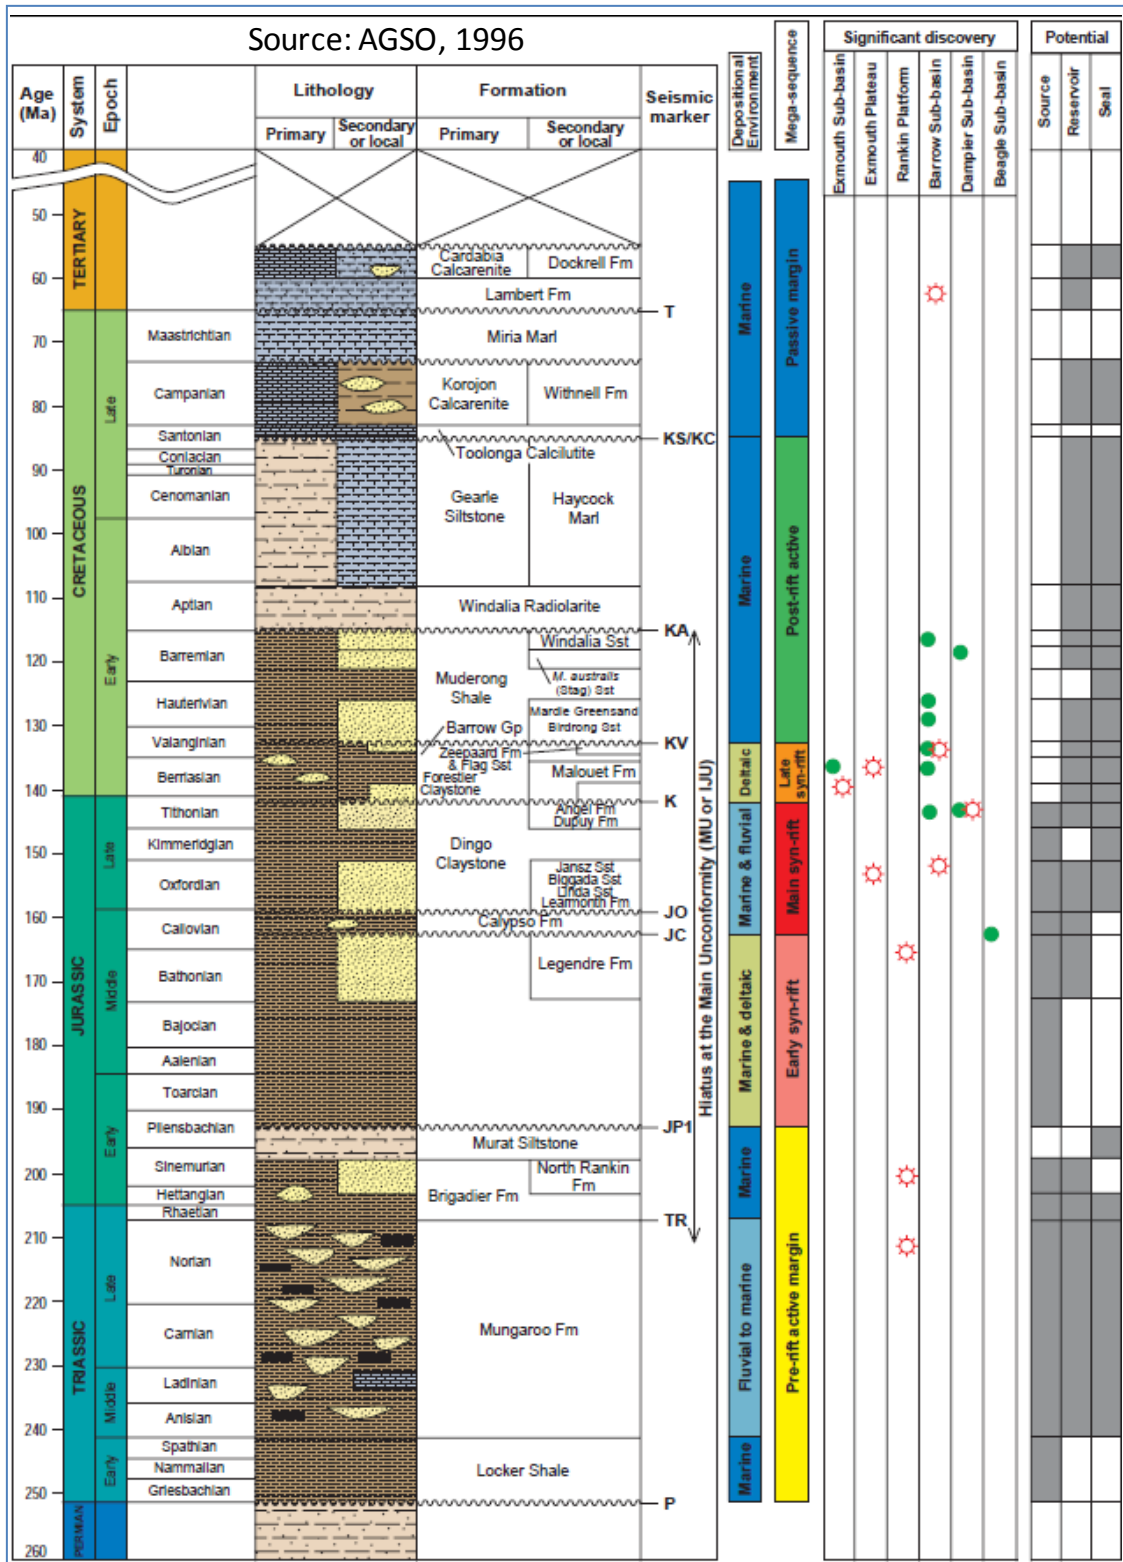 Source: AGSO, 1996
Age
(Ma)
System
Epoch
Lithology
Primary
Secondary
or local
Formation
Primary
Secondary
or local
Seismic
marker
Depositional
Environment
Mega-sequence
Significant discovery
Exmouth Sub-basin
Exmouth Plateau
Rankin Platform
Barrow Sub-basin
Dampier Sub-basin
Beagle Sub-basin
Potential
Source
Reservoir
Seal
40
50
60
70
80
90
100
110
120
130
140
150
160
170
180
190
200
210
220
230
240
250
260
TERTIARY
CRETACEOUS
JURASSIC
TRIASSIC
PERMIAN
Late
Early
Late
Middle
Early
Late
Middle
Early
Maastrichtian
Campanian
Santonian
Coniacian
Turonian
Cenomanian
Albian
Aptian
Barremian
Hauterivian
Valanginian
Berriasian
Tithonian
Kimmeridgian
Oxfordian
Callovian
Bathonian
Bajocian
Aalenian
Toarcian
Pliensbachian
Sinemurian
Hettangian
Rhaetian
Norian
Carnian
Ladinian
Anisian
Spathian
Nammalian
Griesbachian
Cardabia
Calcarenite
Dockrell Fm
Lambert Fm
Miria Marl
Korojon
Calcarenite
Withnell Fm
Toolonga Calcilutite
Gearle
Siltstone
Haycock
Marl
Windalia Radiolarite
Windalia Sst
Muderong
Shale
M. australis
(Stag) Sst
Mardie Greensand
Birdrong Sst
Barrow Gp
Zeepaard Fm
& Flag Sst
Forestier
Claystone
Malouet Fm
Angel Fm
Dupuy Fm
Dingo
Claystone
Jansz Sst
Biggada Sst
Linda Sst
Learmonth Fm
Calypso Fm
Legendre Fm
Murat Siltstone
North Rankin
Fm
Brigadier Fm
Mungaroo Fm
Locker Shale
T
KS/KC
KA
KV
K
JO
JC
JP1
TR
P
Hiatus at the Main Unconformity (MU or IJU)
Marine
Marine
Deltaic
Marine & fluvial
Marine & deltaic
Marine
Fluvial to marine
Marine
Passive margin
Post-rift active
Late
syn-rift
Main syn-rift
Early syn-rift
Pre-rift active margin